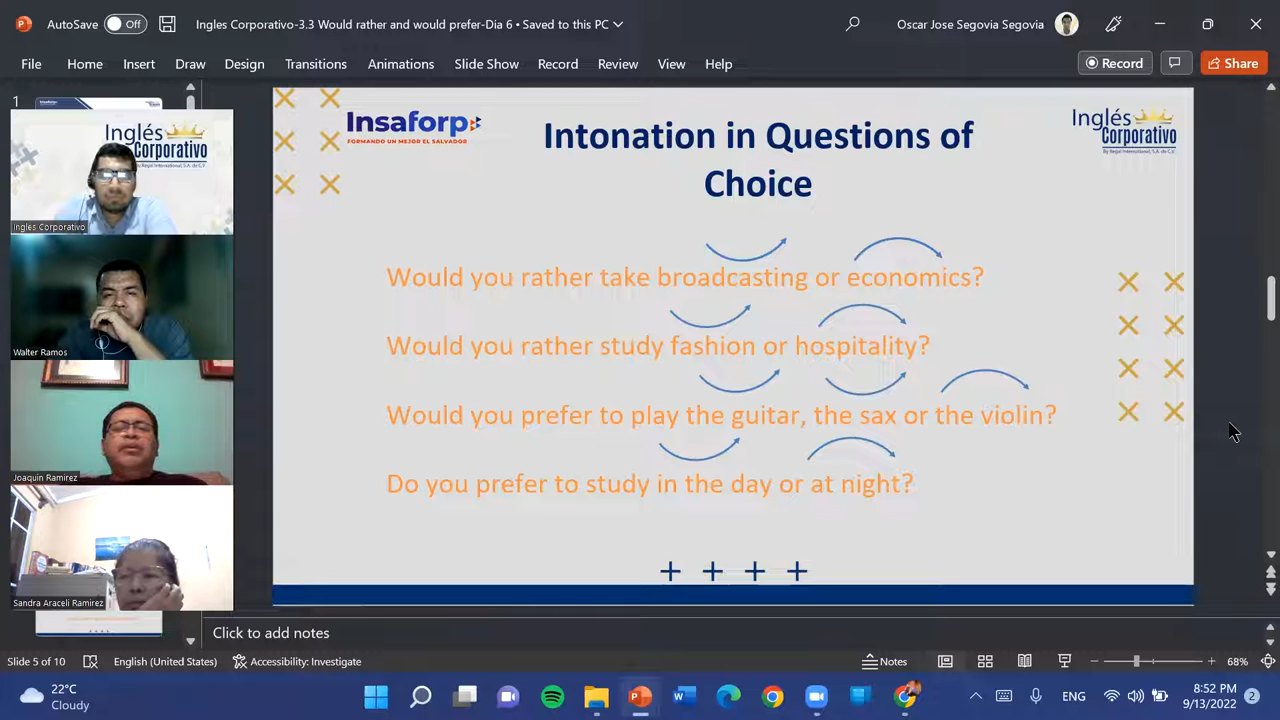 AutoSave Off Ingles Corporativo-3.3 Would rather and would prefer-Dia 6 • Saved to this PC Oscar Jose Segovia Segovia
File Home Insert Draw Design Transitions Animations Slide Show Record Review View Help Record Share
1
Inglés Corporativo
Ingles Corporativo
Walter Ramos
Joaquin Ramirez
Sandra Araceli Ramirez
Insaforp
FORMANDO UN MEJOR EL SALVADOR
Inglés
Corporativo
By Regal International, S.A. de C.V
Intonation in Questions of
Choice
Would you rather take broadcasting or economics?
Would you rather study fashion or hospitality?
Would you prefer to play the guitar, the sax or the violin?
Do you prefer to study in the day or at night?
Click to add notes
Slide 5 of 10 English (United States) Accessibility: Investigate Notes 68%
22°C
Cloudy
ENG
8:52 PM
9/13/2022
2